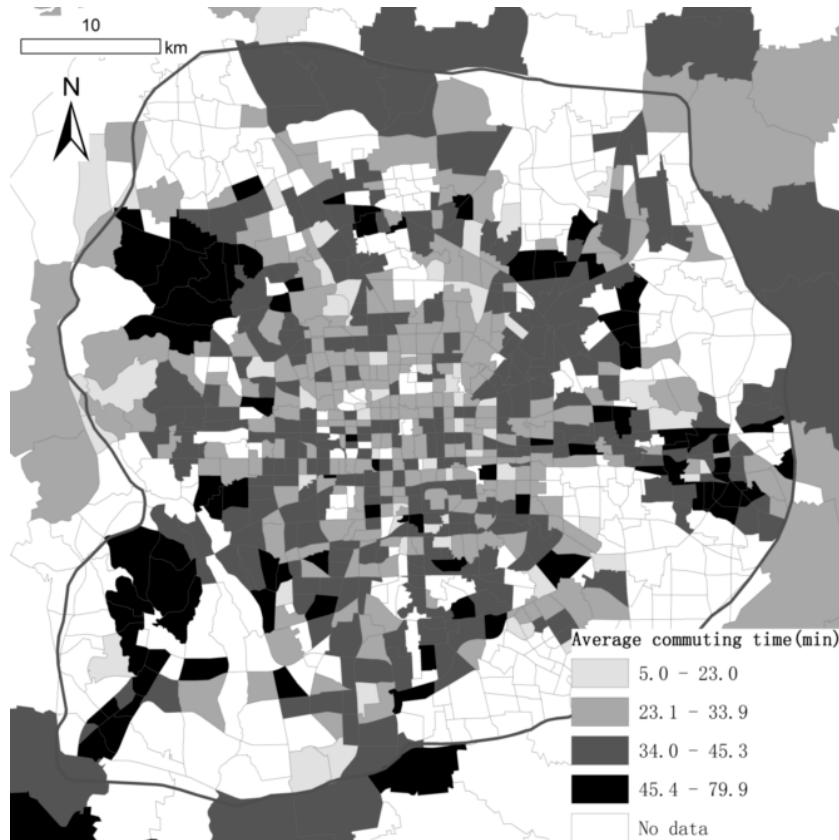 10
km
N
Average commuting time(min)
5.0 - 23.0
23.1 - 33.9
34.0 - 45.3
45.4 - 79.9
No data